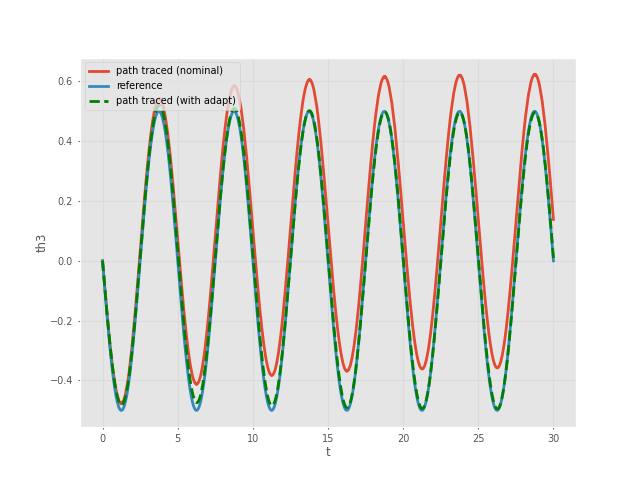 path traced (nominal)
reference
path traced (with adapt)
0.6
0.4
0.2
0.0
−0.2
−0.4
th3
0
5
10
15
20
25
30
t